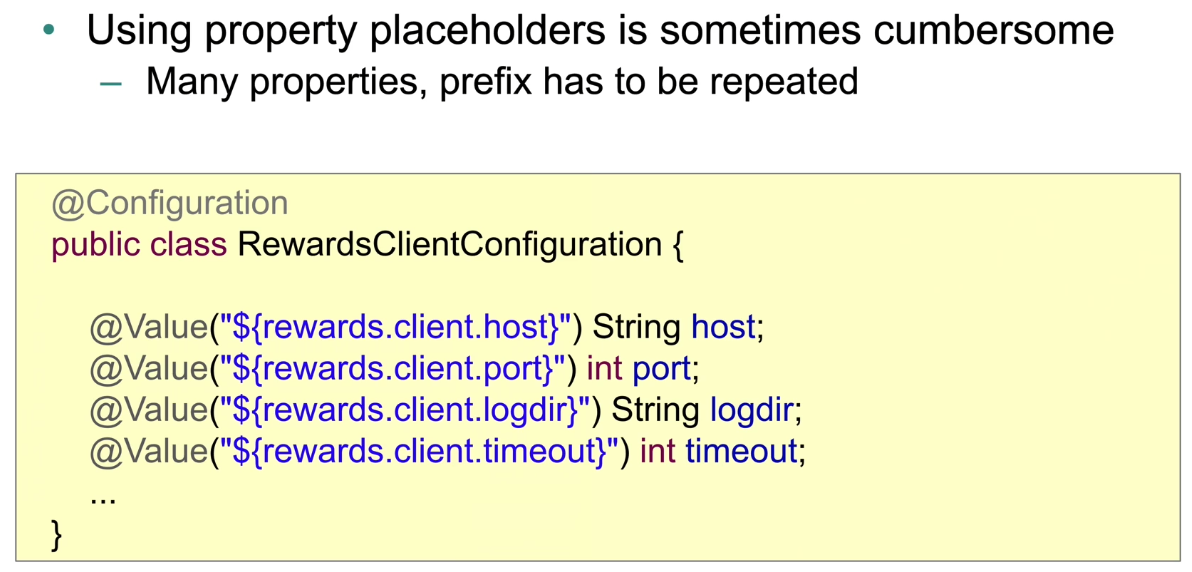 • Using property placeholders is sometimes cumbersome
– Many properties, prefix has to be repeated
@Configuration
public class RewardsClientConfiguration {
@Value("${rewards.client.host}") String host;
@Value("${rewards.client.port}") int port;
@Value("${rewards.client.logdir}") String logdir;
@Value("${rewards.client.timeout}") int timeout;
...
}